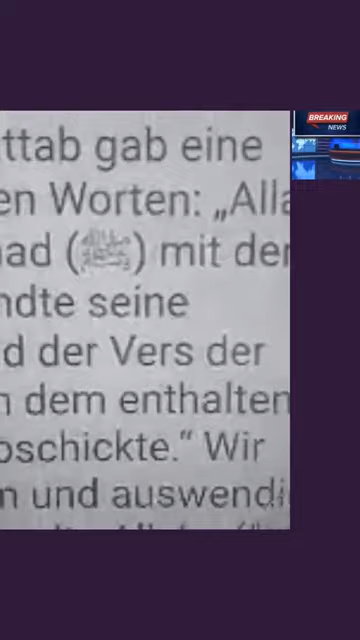 ttab gab eine
en Worten: „Alla
ad (ﷺ) mit der
ndte seine
d der Vers der
n dem enthalten
schickte.“ Wir
n und auswendi
BREAKING
NEWS